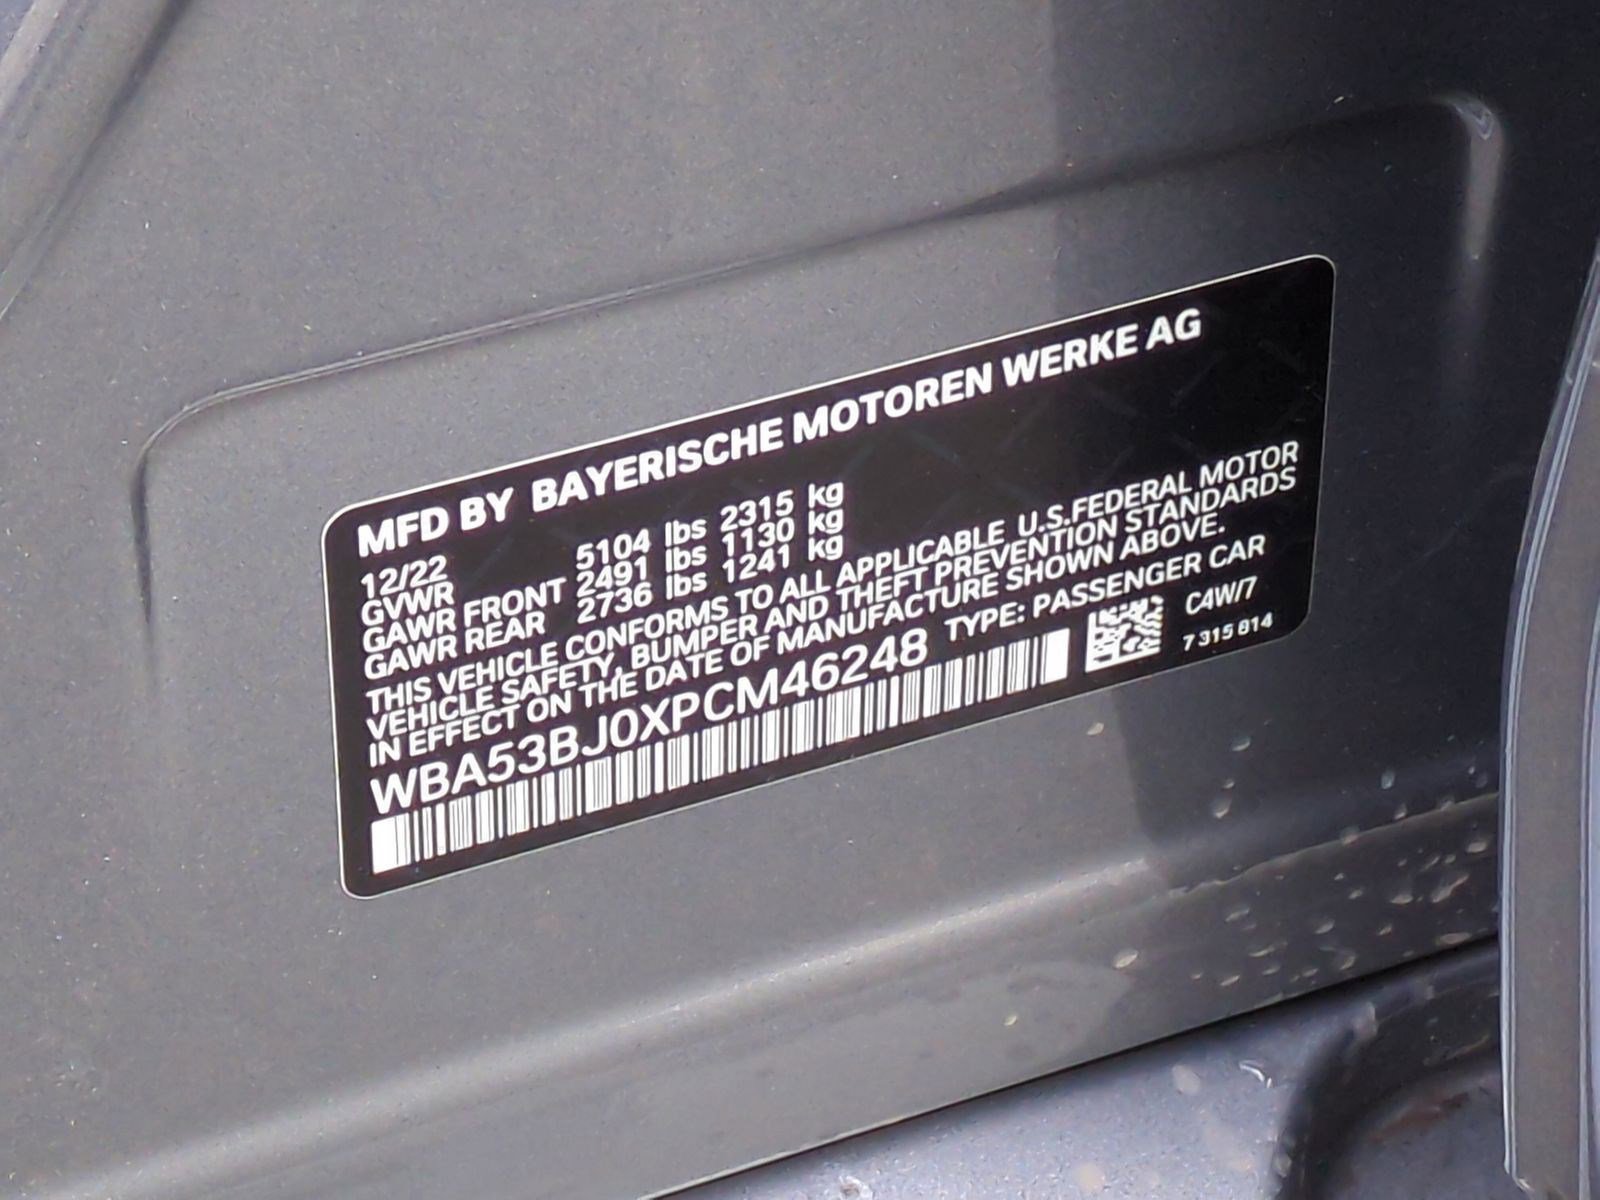 MFD BY BAYERISCHE MOTOREN WERKE AG
12/22
GVWR 5104 lbs 2315 kg
GAWR FRONT 2491 lbs 1130 kg
GAWR REAR 2736 lbs 1241 kg
THIS VEHICLE CONFORMS TO ALL APPLICABLE U.S.FEDERAL MOTOR
VEHICLE SAFETY, BUMPER AND THEFT PREVENTION STANDARDS
IN EFFECT ON THE DATE OF MANUFACTURE SHOWN ABOVE.
WBA53BJ0XPCM46248 TYPE: PASSENGER CAR
C4W/7
7 315 814